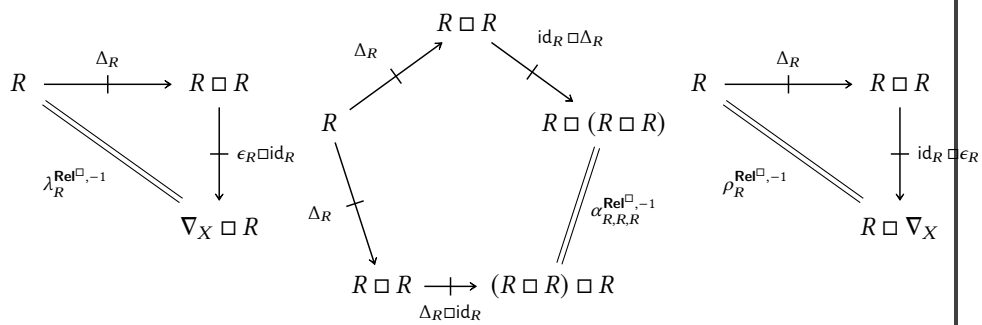 R □ R
Δ_R
id_R □Δ_R
R
Δ_R
R □ R
R
R □ (R □ R)
R
Δ_R
R □ R
ϵ_R□id_R
λ_R^{Rel^□,−1}
∇_X □ R
Δ_R
α_{R,R,R}^{Rel^□,−1}
id_R □ϵ_R
ρ_R^{Rel^□,−1}
R □ ∇_X
R □ R
Δ_R□id_R
(R □ R) □ R